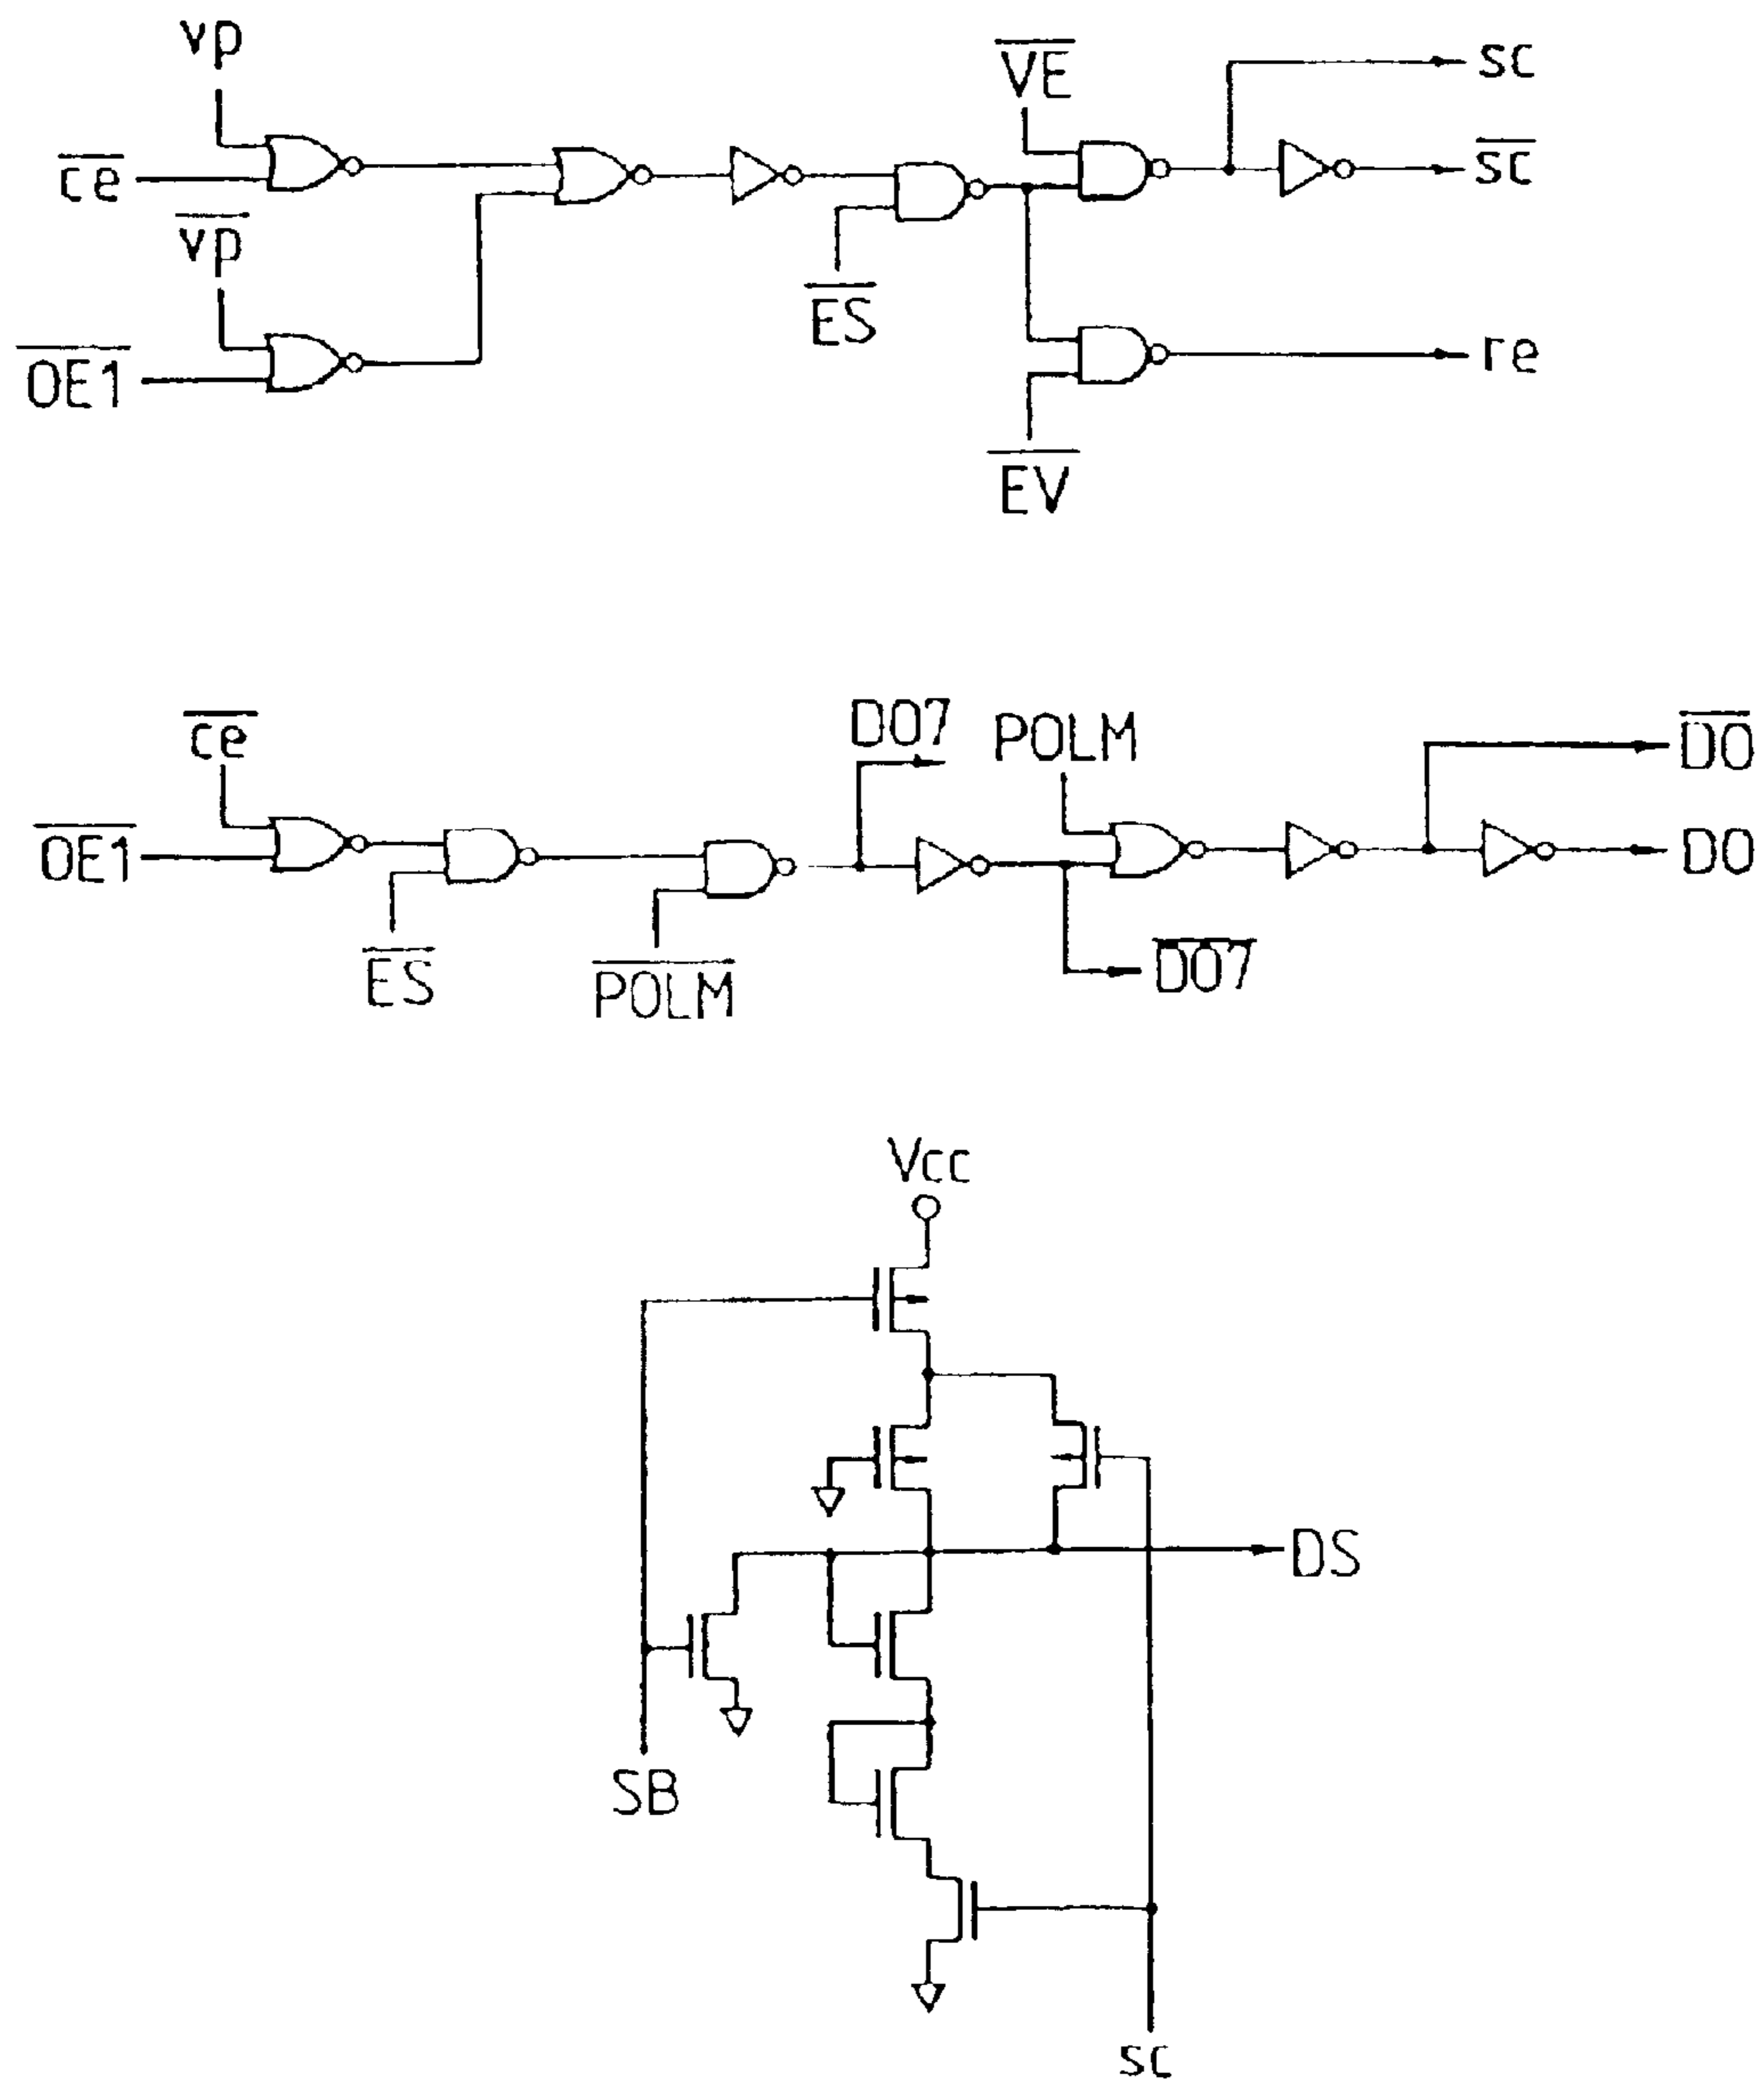 vp
VE
sc
ce
sc
vp
ES
OE1
re
EV
ce
DO7
POLM
DO
OE1
DO
ES
POLM
DO7
Vcc
DS
SB
sc